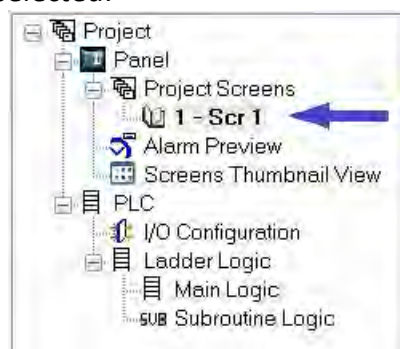 Project
Panel
Project Screens
1 - Scr 1
Alarm Preview
Screens Thumbnail View
PLC
I/O Configuration
Ladder Logic
Main Logic
SUB Subroutine Logic